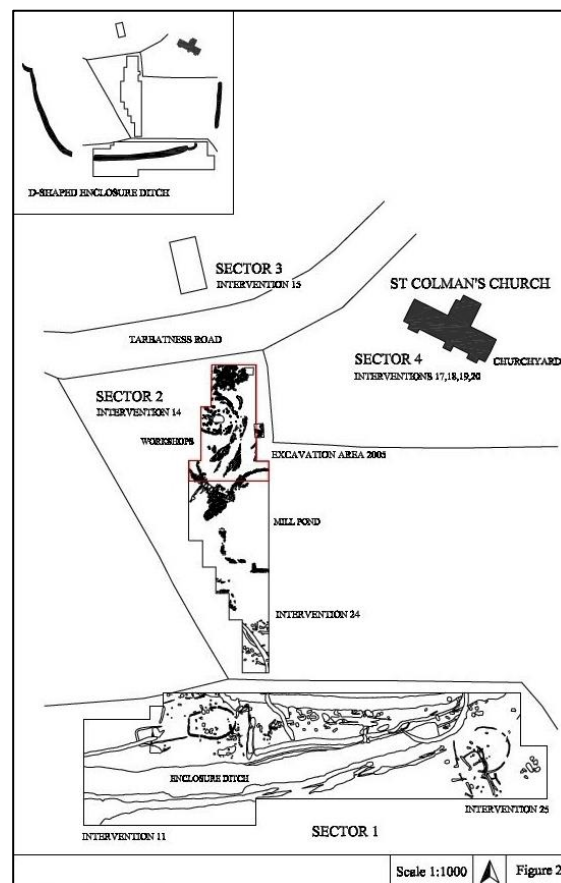 D-SHAPED ENCLOSURE DITCH
SECTOR 3
INTERVENTION 15
ST COLMAN'S CHURCH
TARBATNESS ROAD
SECTOR 4
CHURCHYARD
INTERVENTIONS 17,18,19,20
SECTOR 2
INTERVENTION 14
WORKSHOPS
EXCAVATION AREA 2005
MILL POND
INTERVENTION 24
ENCLOSURE DITCH
INTERVENTION 25
INTERVENTION 11
SECTOR 1
Scale 1:1000
Figure 2